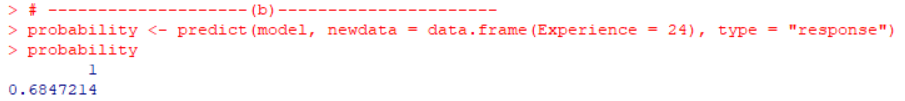 > # --------------------(b)----------------------
> probability <- predict(model, newdata = data.frame(Experience = 24), type = "response")
> probability
        1
0.6847214